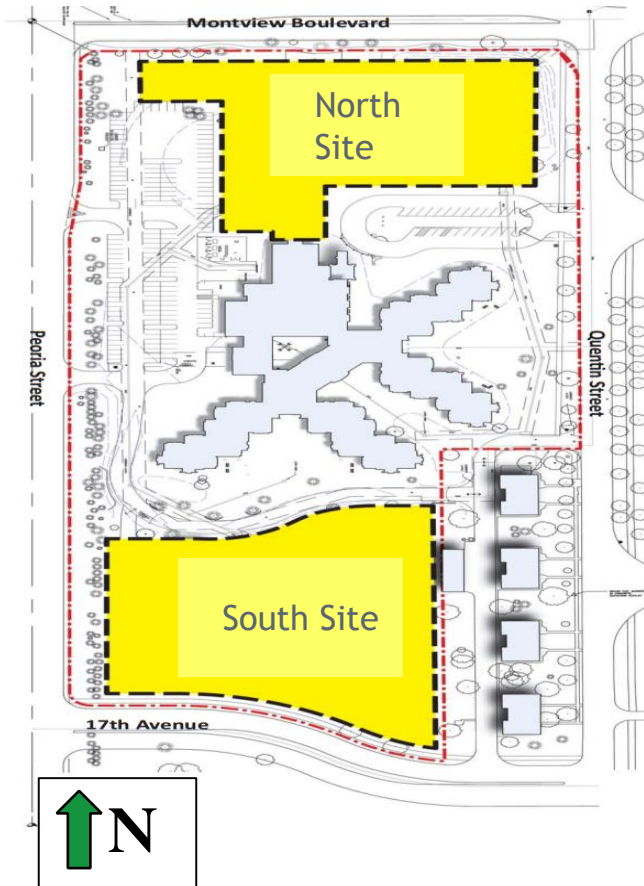 Montview Boulevard
North
Site
Peoria Street
Quentin Street
South Site
17th Avenue
N